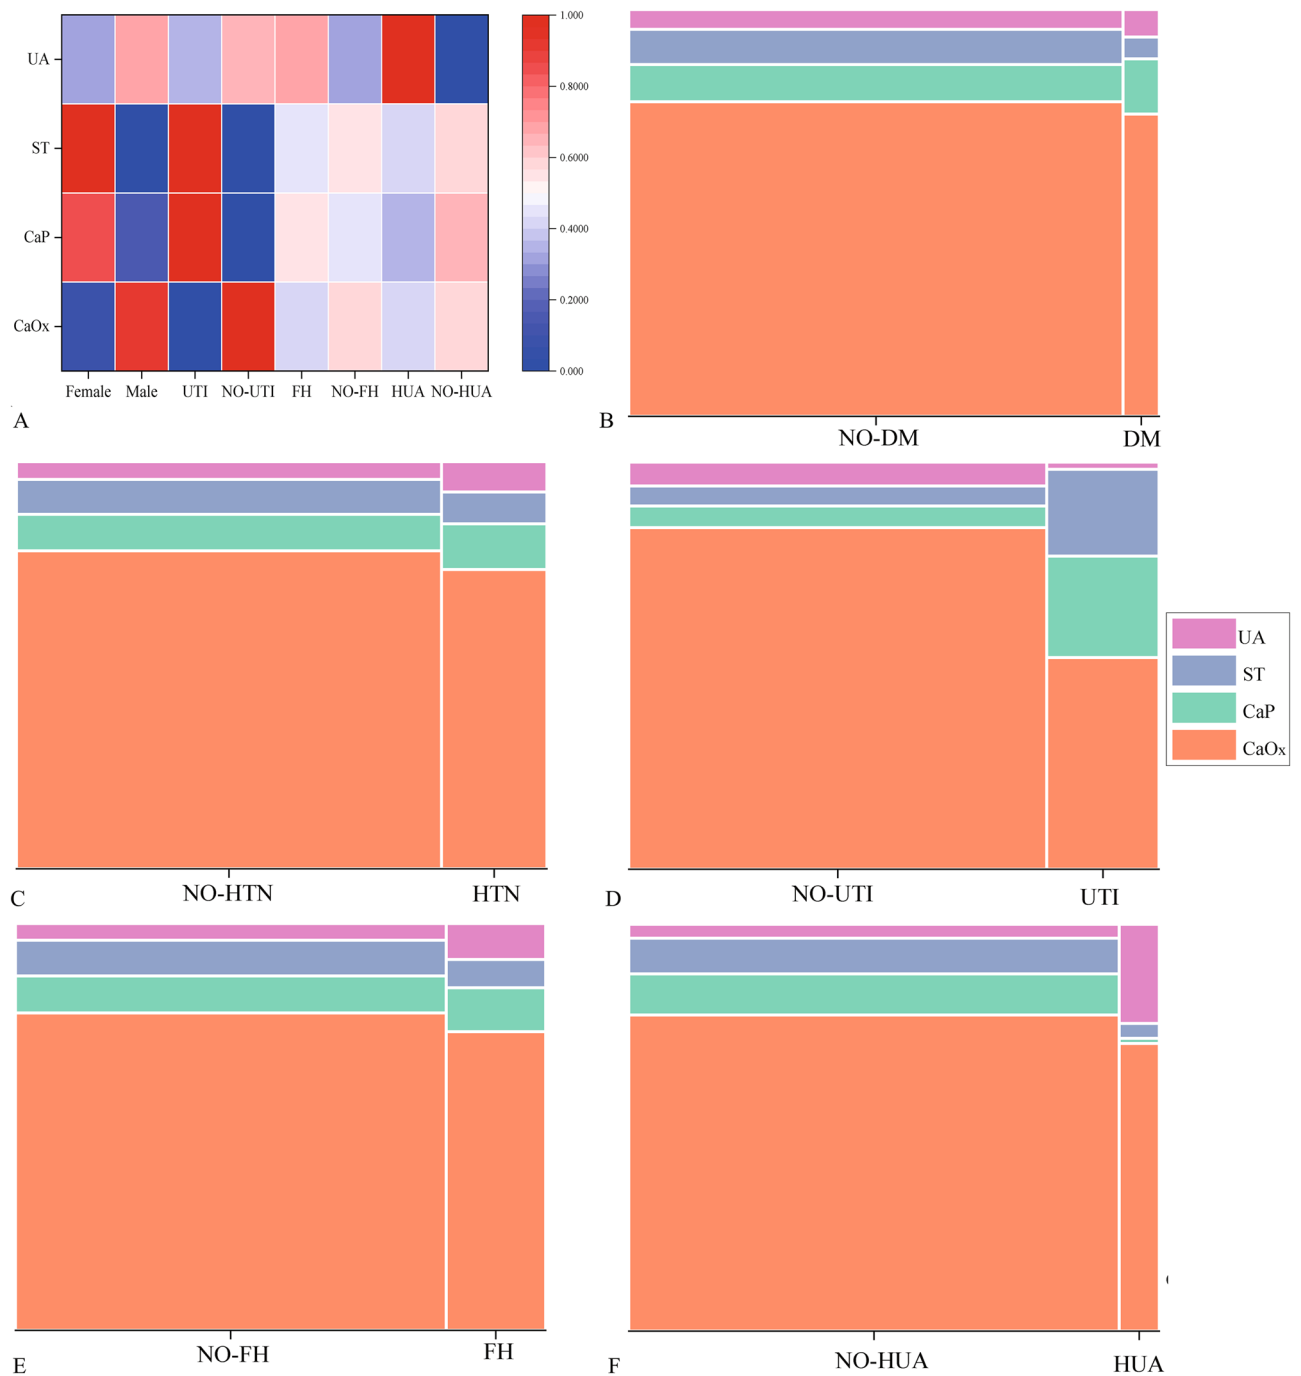 UA
ST
CaP
CaOx
Female Male UTI NO-UTI FH NO-FH HUA NO-HUA
1.000
0.8000
0.6000
0.4000
0.2000
0.000
A
NO-DM DM
B
NO-HTN HTN
C
NO-UTI UTI
D
UA
ST
CaP
CaOx
NO-FH FH
E
NO-HUA HUA
F